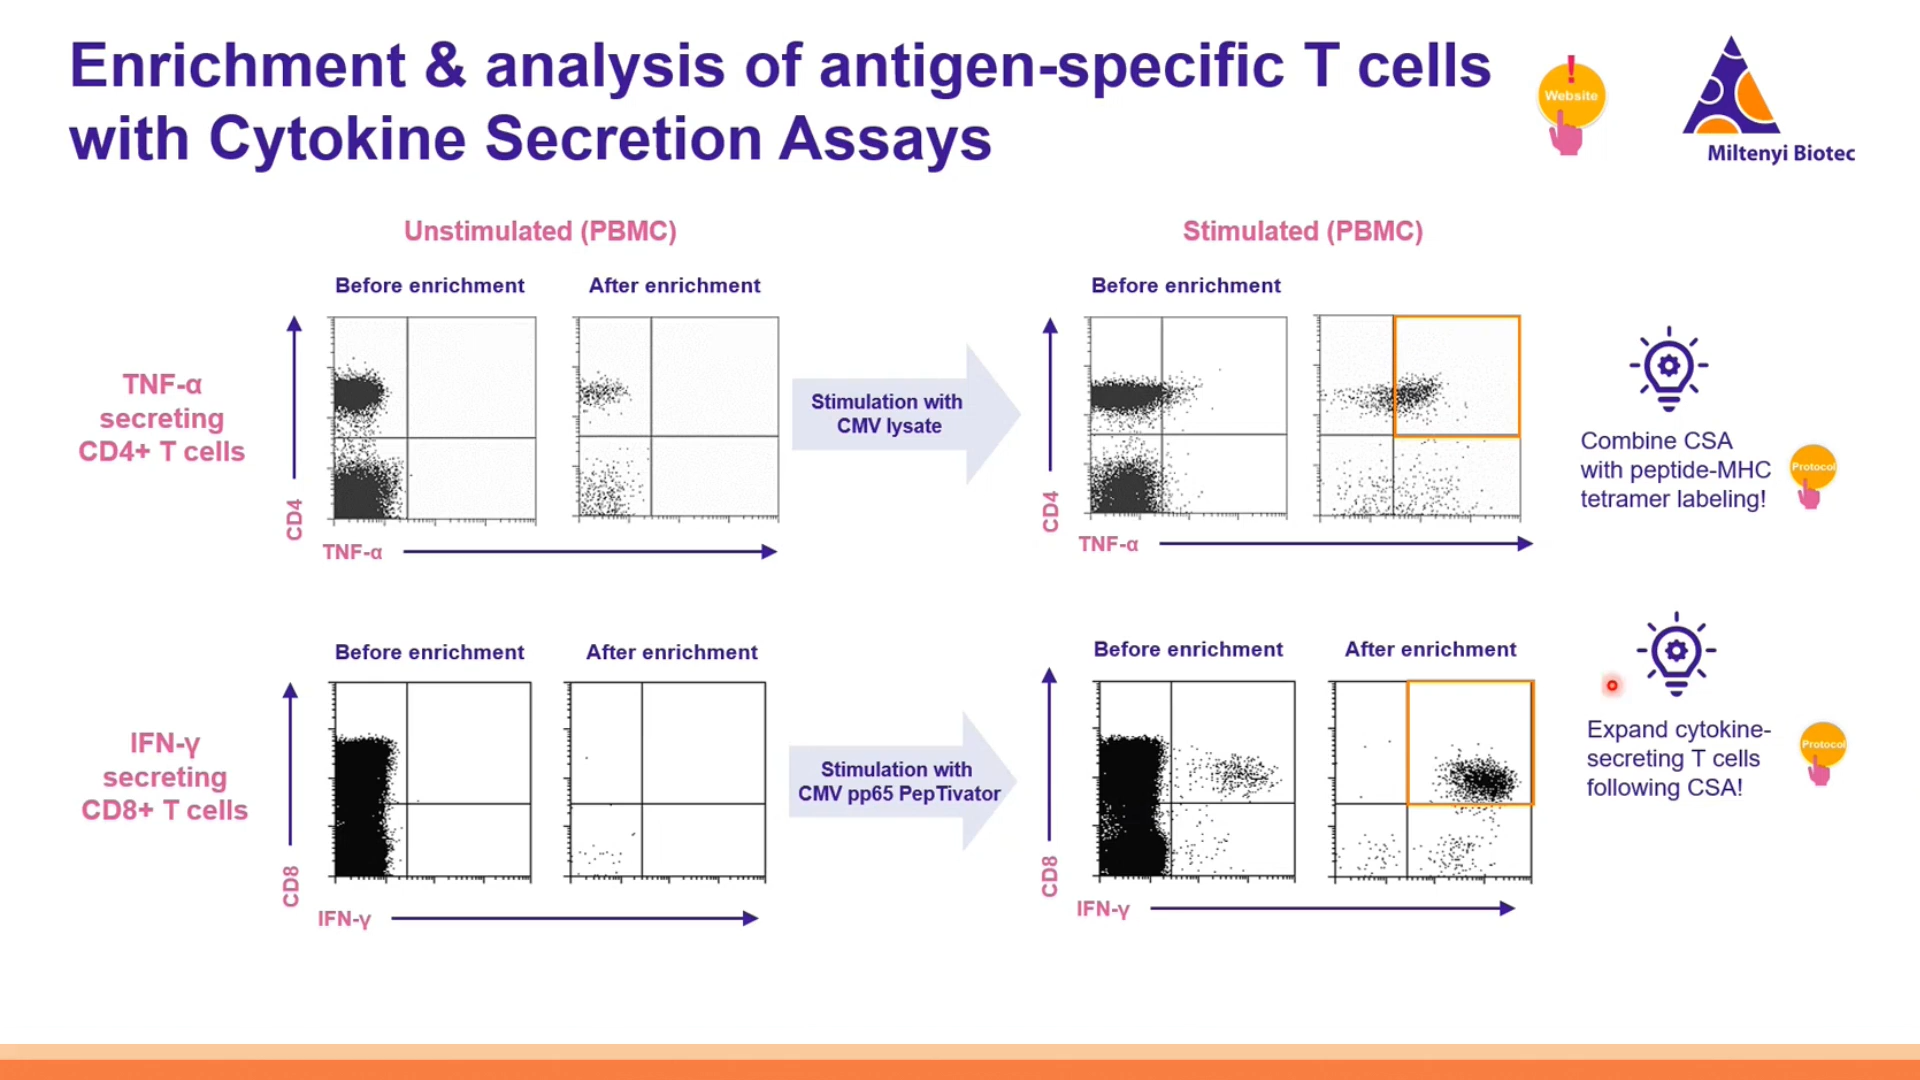 Enrichment & analysis of antigen-specific T cells
with Cytokine Secretion Assays
!
Website
Miltenyi Biotec
Unstimulated (PBMC)
Stimulated (PBMC)
Before enrichment
After enrichment
Before enrichment
TNF-α
secreting
CD4+ T cells
CD4
TNF-α
Stimulation with
CMV lysate
CD4
TNF-α
Combine CSA
with peptide-MHC
tetramer labeling!
Protocol
Before enrichment
After enrichment
Before enrichment
After enrichment
IFN-γ
secreting
CD8+ T cells
CD8
IFN-γ
Stimulation with
CMV pp65 PepTivator
CD8
IFN-γ
Expand cytokine-
secreting T cells
following CSA!
Protocol